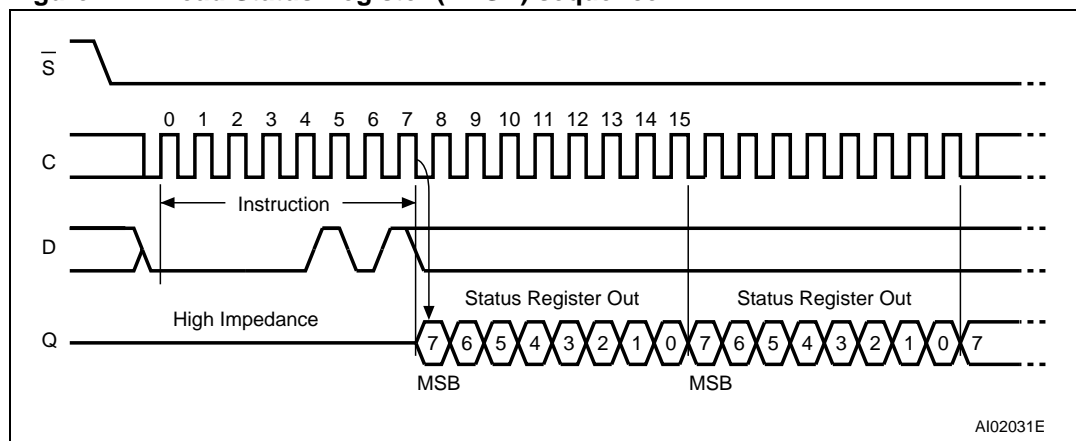 S
0 1 2 3 4 5 6 7 8 9 10 11 12 13 14 15
C
Instruction
D
Status Register Out Status Register Out
High Impedance
Q 7 6 5 4 3 2 1 0 7 6 5 4 3 2 1 0 7
MSB MSB
AI02031E